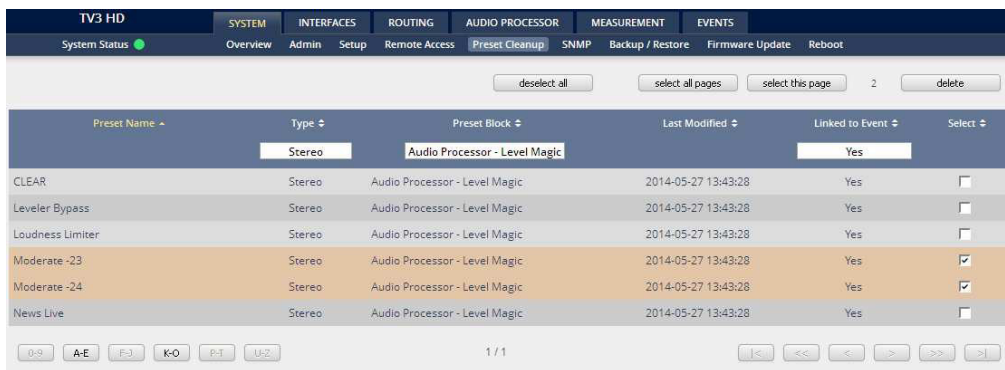 TV3 HD SYSTEM INTERFACES ROUTING AUDIO PROCESSOR MEASUREMENT EVENTS
System Status Overview Admin Setup Remote Access Preset Cleanup SNMP Backup / Restore Firmware Update Reboot
deselect all select all pages select this page 2 delete
Preset Name Type Preset Block Last Modified Linked to Event Select
Stereo Audio Processor - Level Magic Yes
CLEAR Stereo Audio Processor - Level Magic 2014-05-27 13:43:28 Yes
Leveler Bypass Stereo Audio Processor - Level Magic 2014-05-27 13:43:28 Yes
Loudness Limiter Stereo Audio Processor - Level Magic 2014-05-27 13:43:28 Yes
Moderate -23 Stereo Audio Processor - Level Magic 2014-05-27 13:43:28 Yes
Moderate -24 Stereo Audio Processor - Level Magic 2014-05-27 13:43:28 Yes
News Live Stereo Audio Processor - Level Magic 2014-05-27 13:43:28 Yes
0-9 A-E F-J K-O P-T U-Z 1 / 1 |< << < > >> >|